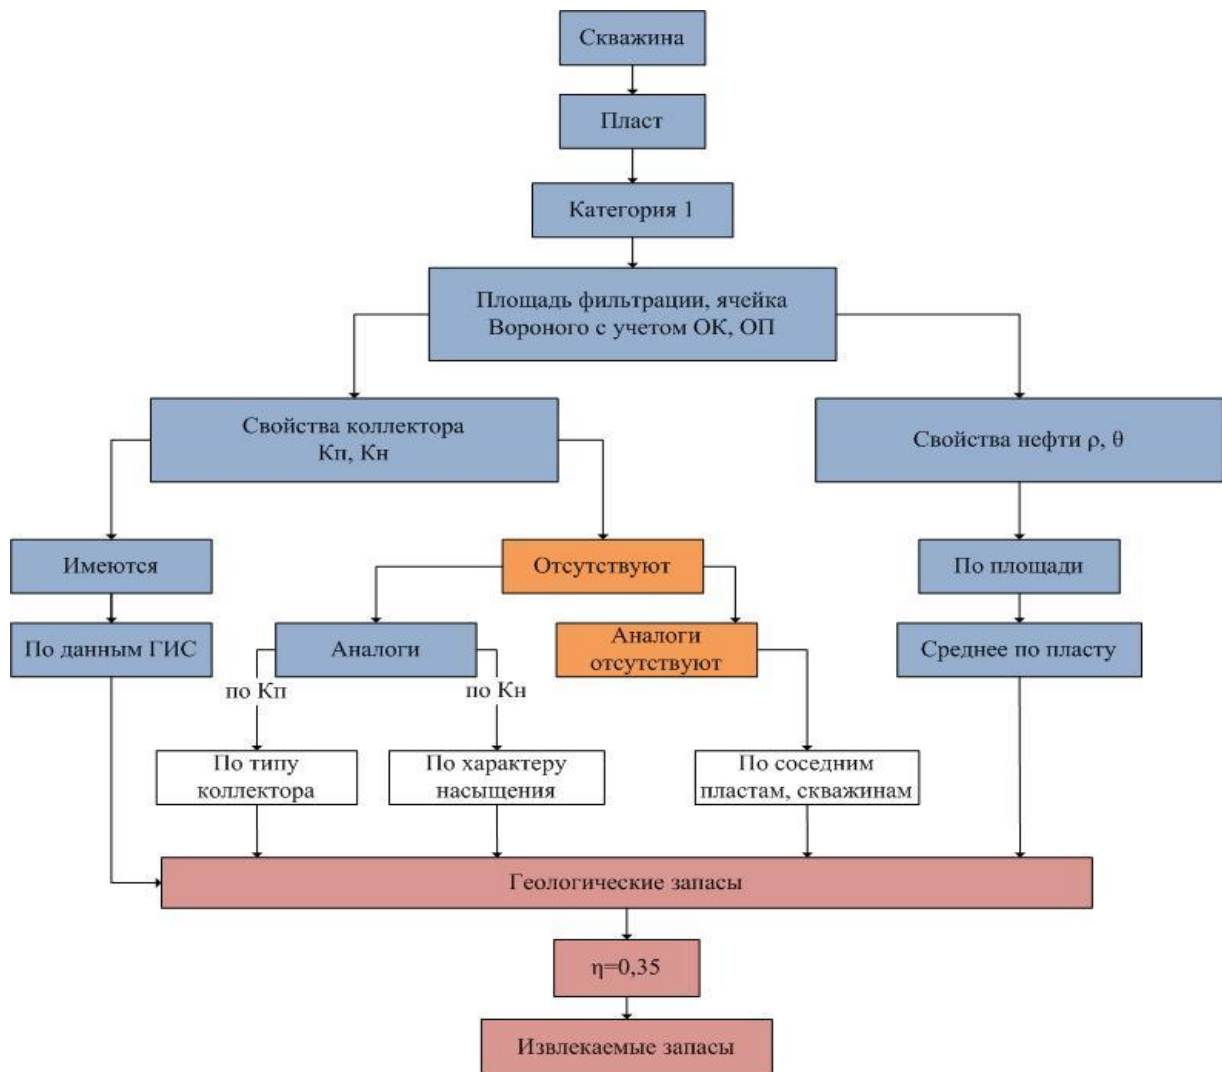 Скважина
Пласт
Категория 1
Площадь фильтрации, ячейка
Вороного с учетом ОК, ОП
Свойства коллектора
Кп, Кн
Свойства нефти ρ, θ
Имеются
Отсутствуют
По площади
По данным ГИС
Аналоги
Аналоги
отсутствуют
Среднее по пласту
по Кп
по Кн
По типу
коллектора
По характеру
насыщения
По соседним
пластам, скважинам
Геологические запасы
η=0,35
Извлекаемые запасы